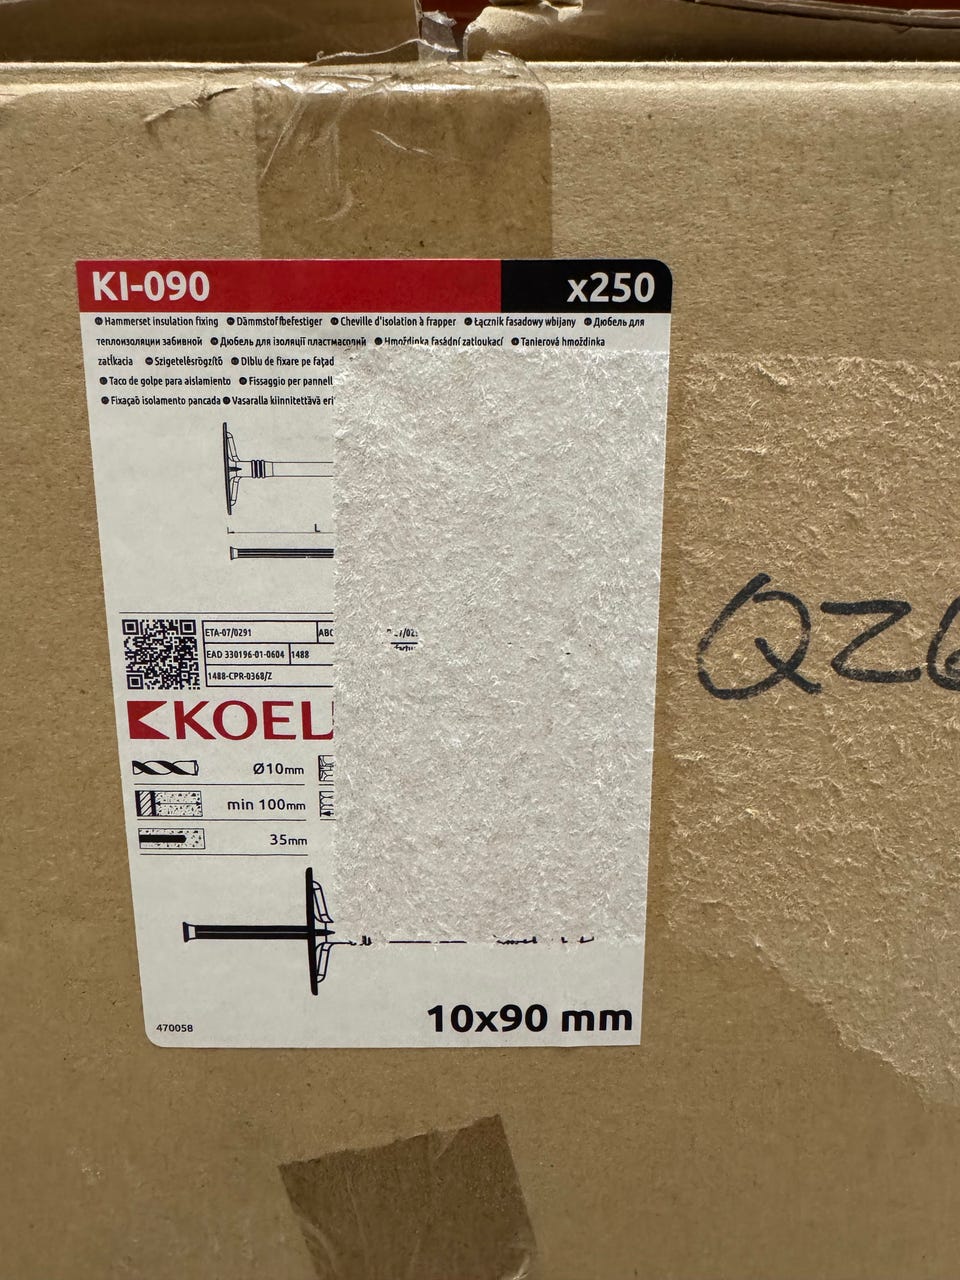 KI-090 x250
Hammerset insulation fixing Dämmstoffbefestiger Cheville d'isolation à frapper Łącznik fasadowy wbijany Дюбель для
теплоизоляции забивной Дюбель для ізоляції пластмасовий Hmoždinka fasádní zatloukací Tanierová hmoždinka
zatĺkacia Szigetelésrögzítő Diblu de fixare pe fațad
Taco de golpe para aislamiento Fissaggio per pannell
Fixação isolamento pancada Vasaralla kiinnitettävä eri
L
ETA-07/0291 ABC
EAD 330196-01-0604 1488
1488-CPR-0368/Z
KOEL
Ø10mm
min 100mm
35mm
10x90 mm
470058
QZ6